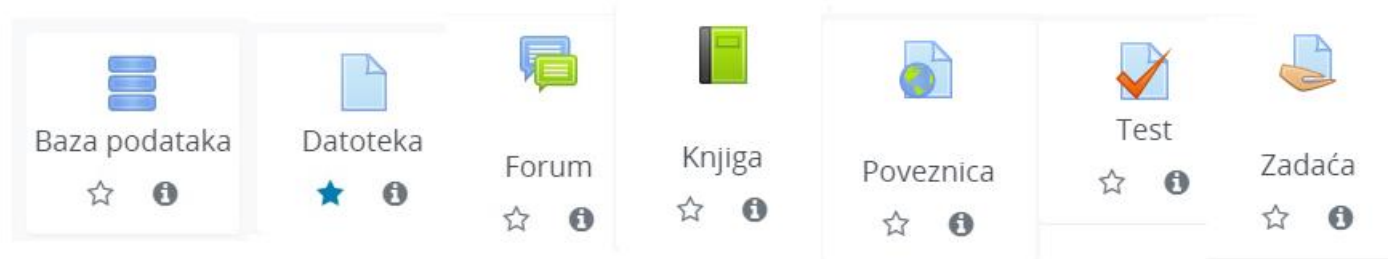 Baza podataka
Datoteka
Forum
Knjiga
Poveznica
Test
Zadaća